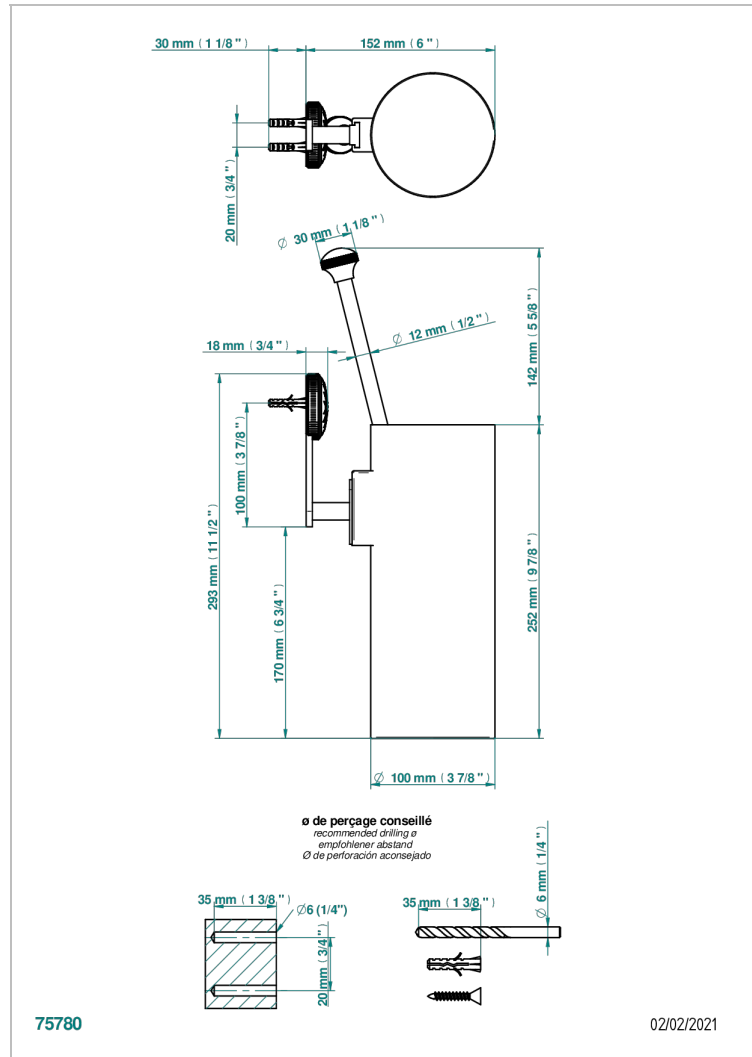 30 mm ( 1 1/8 " )
152 mm ( 6 " )
20 mm ( 3/4 " )
Ø 30 mm ( 1 1/8 " )
Ø 12 mm ( 1/2 " )
142 mm ( 5 5/8 " )
18 mm ( 3/4 " )
100 mm ( 3 7/8 " )
293 mm ( 11 1/2 " )
170 mm ( 6 3/4 " )
252 mm ( 9 7/8 " )
Ø 100 mm ( 3 7/8 " )
ø de perçage conseillé
recommended drilling ø
empfohlener abstand
Ø de perforación aconsejado
35 mm ( 1 3/8 " )
Ø6 (1/4")
20 mm ( 3/4 " )
35 mm ( 1 3/8 " )
Ø 6 mm ( 1/4 " )
75780
02/02/2021